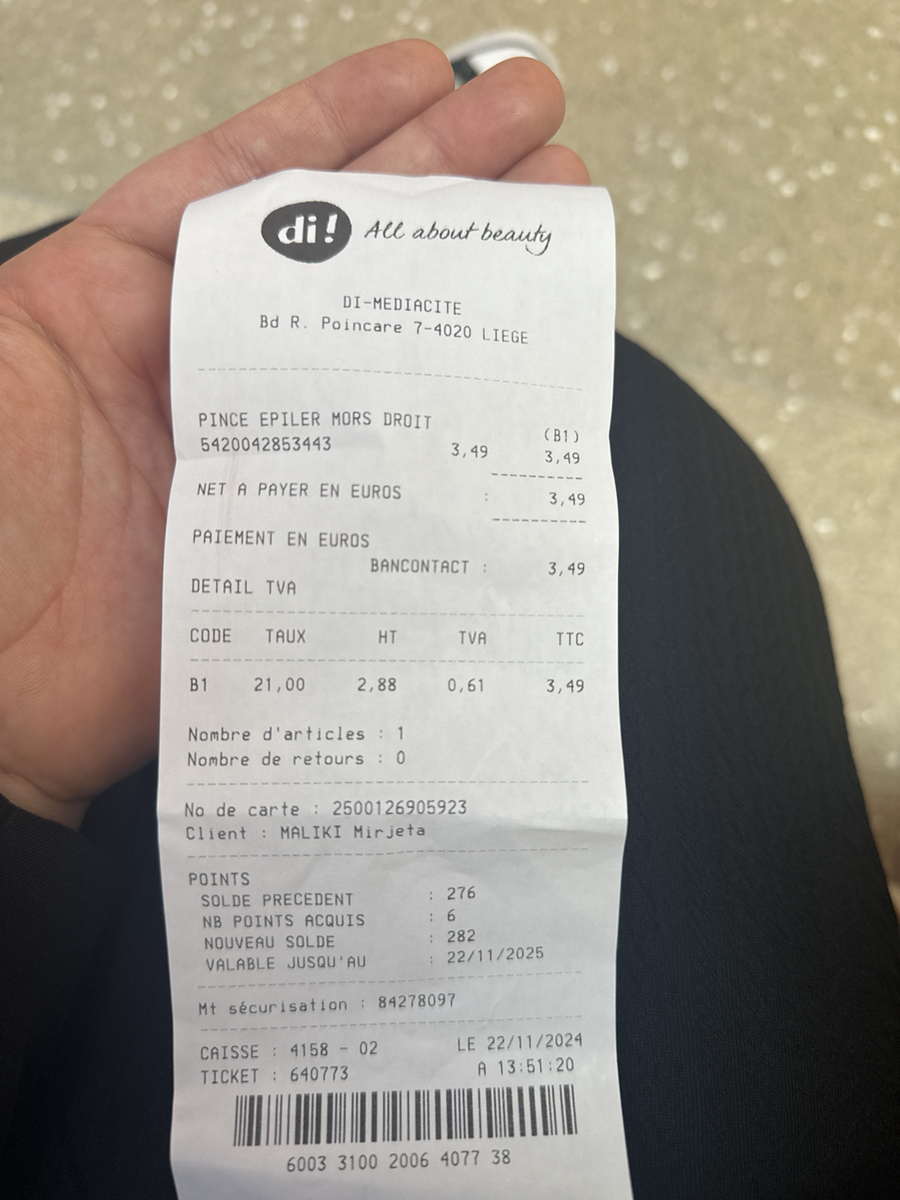 di! All about beauty
DI-MEDIACITE
Bd R. Poincare 7-4020 LIEGE
PINCE EPILER MORS DROIT (B1)
5420042853443 3,49 3,49
NET A PAYER EN EUROS : 3,49
PAIEMENT EN EUROS
BANCONTACT : 3,49
DETAIL TVA
CODE TAUX HT TVA TTC
B1 21,00 2,88 0,61 3,49
Nombre d'articles : 1
Nombre de retours : 0
No de carte : 2500126905923
Client : MALIKI Mirjeta
POINTS
SOLDE PRECEDENT : 276
NB POINTS ACQUIS : 6
NOUVEAU SOLDE : 282
VALABLE JUSQU'AU : 22/11/2025
Mt sécurisation : 84278097
CAISSE : 4158 - 02 LE 22/11/2024
TICKET : 640773 A 13:51:20
6003 3100 2006 4077 38